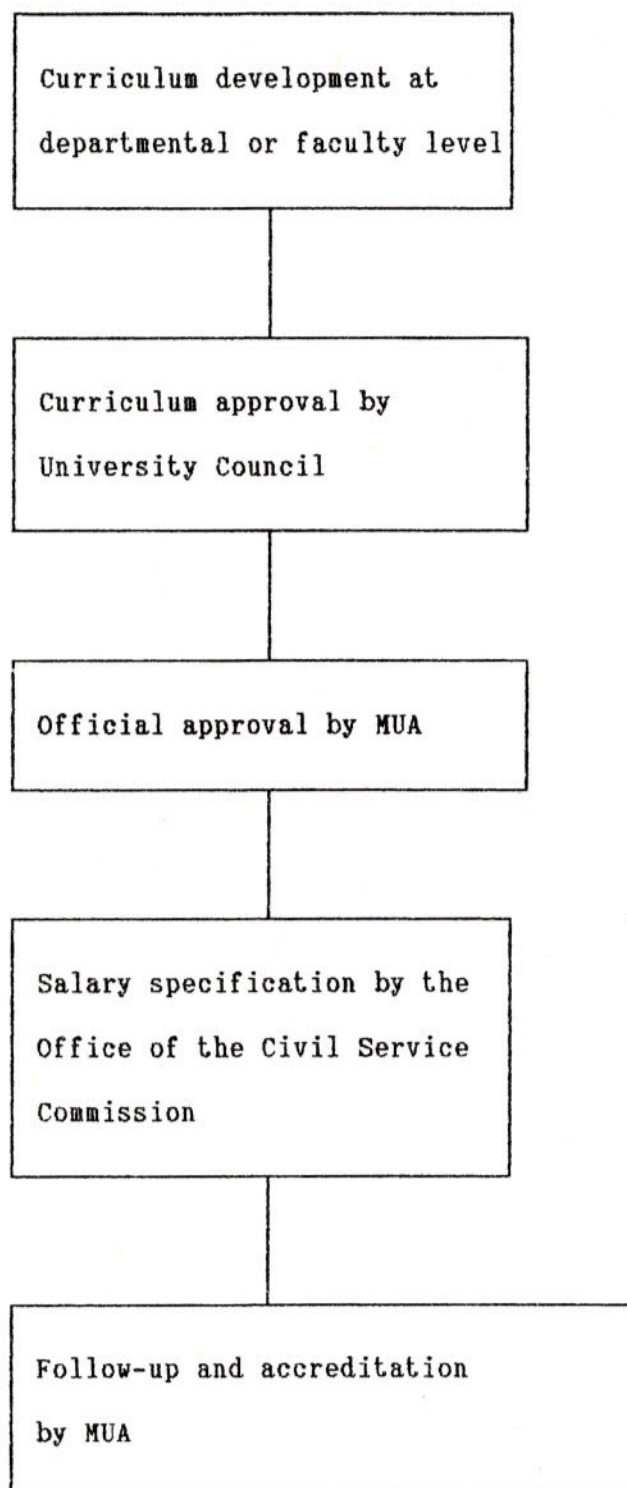 Curriculum development at
departmental or faculty level
Curriculum approval by
University Council
Official approval by MUA
Salary specification by the
Office of the Civil Service
Commission
Follow-up and accreditation
by MUA